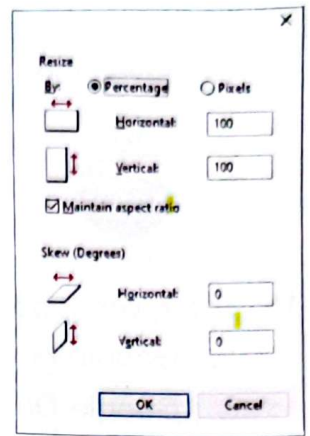 Resize
By: Percentage Pixels
Horizontal: 100
Vertical: 100
Maintain aspect ratio
Skew (Degrees)
Horizontal: 0
Vertical: 0
OK Cancel